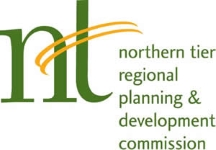 nt
northern tier
regional
planning &
development
commission